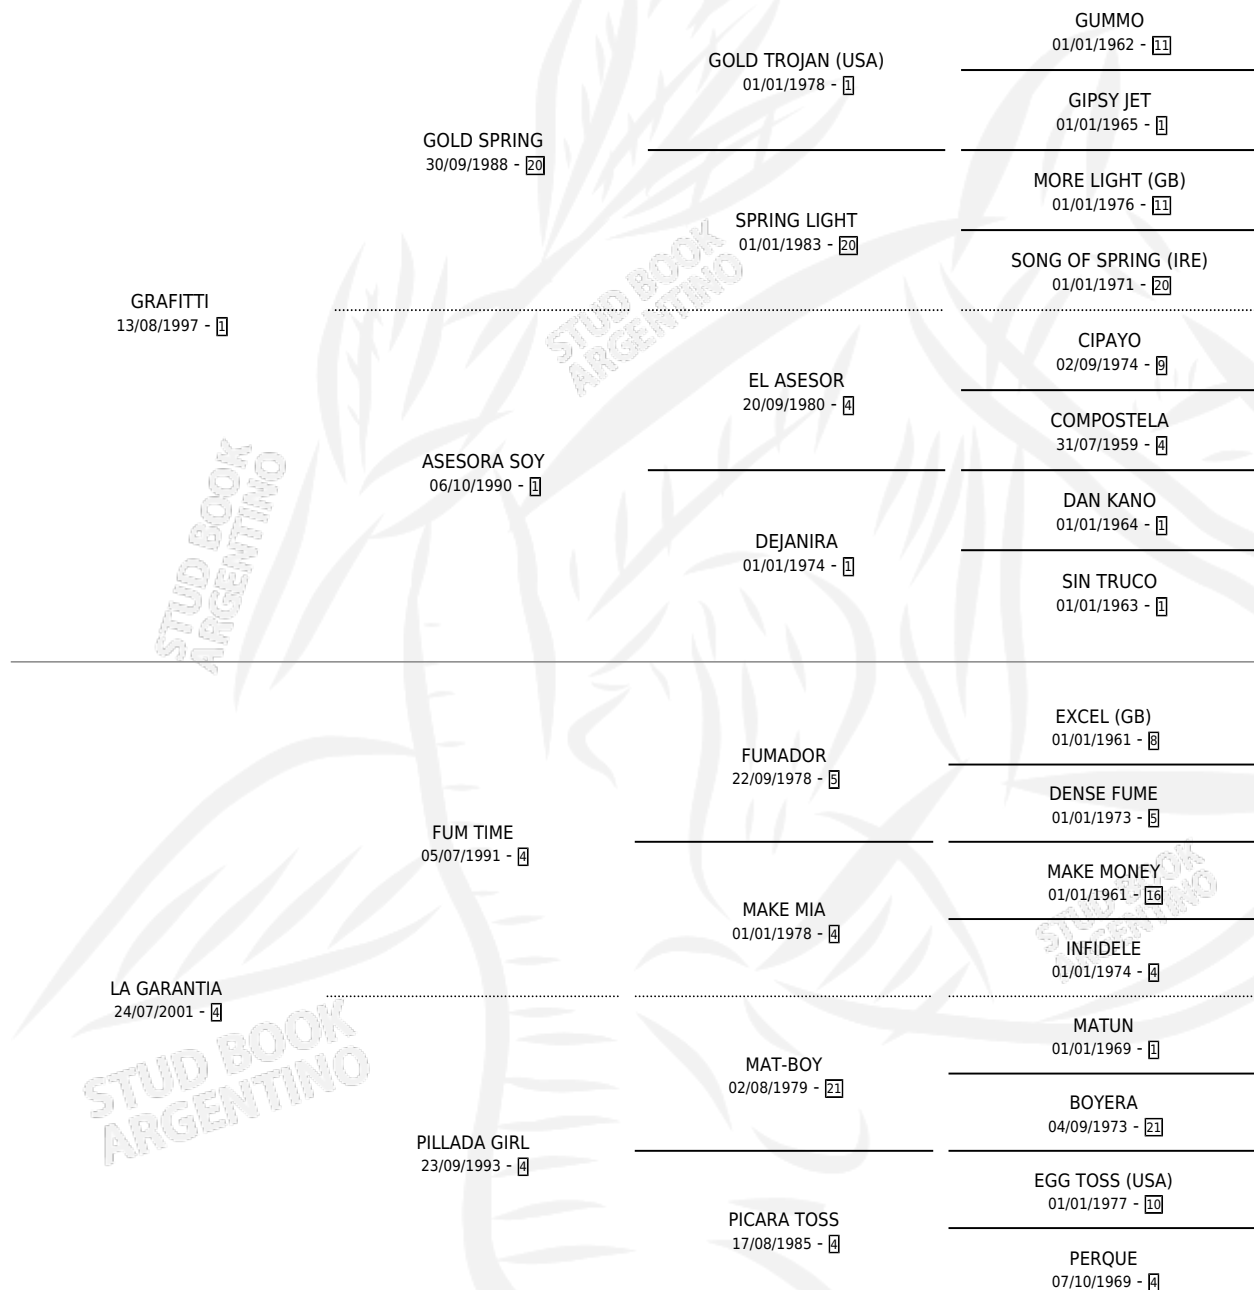 GUMMO
01/01/1962 - 11
GOLD TROJAN (USA)
01/01/1978 - 1
GIPSY JET
01/01/1965 - 1
GOLD SPRING
30/09/1988 - 20
MORE LIGHT (GB)
01/01/1976 - 11
SPRING LIGHT
01/01/1983 - 20
SONG OF SPRING (IRE)
01/01/1971 - 20
GRAFITTI
13/08/1997 - 1
CIPAYO
02/09/1974 - 9
EL ASESOR
20/09/1980 - 4
COMPOSTELA
31/07/1959 - 4
ASESORA SOY
06/10/1990 - 1
DAN KANO
01/01/1964 - 1
DEJANIRA
01/01/1974 - 1
SIN TRUCO
01/01/1963 - 1
EXCEL (GB)
01/01/1961 - 8
FUMADOR
22/09/1978 - 5
DENSE FUME
01/01/1973 - 5
FUM TIME
05/07/1991 - 4
MAKE MONEY
01/01/1961 - 16
MAKE MIA
01/01/1978 - 4
INFIDELE
01/01/1974 - 4
LA GARANTIA
24/07/2001 - 4
MATUN
01/01/1969 - 1
MAT-BOY
02/08/1979 - 21
BOYERA
04/09/1973 - 21
PILLADA GIRL
23/09/1993 - 4
EGG TOSS (USA)
01/01/1977 - 10
PICARA TOSS
17/08/1985 - 4
PERQUE
07/10/1969 - 4
STUD BOOK
ARGENTINO
STUD BOOK
ARGENTINO
STUD BOOK
ARGENTINO
STUD BOOK
ARGENTINO